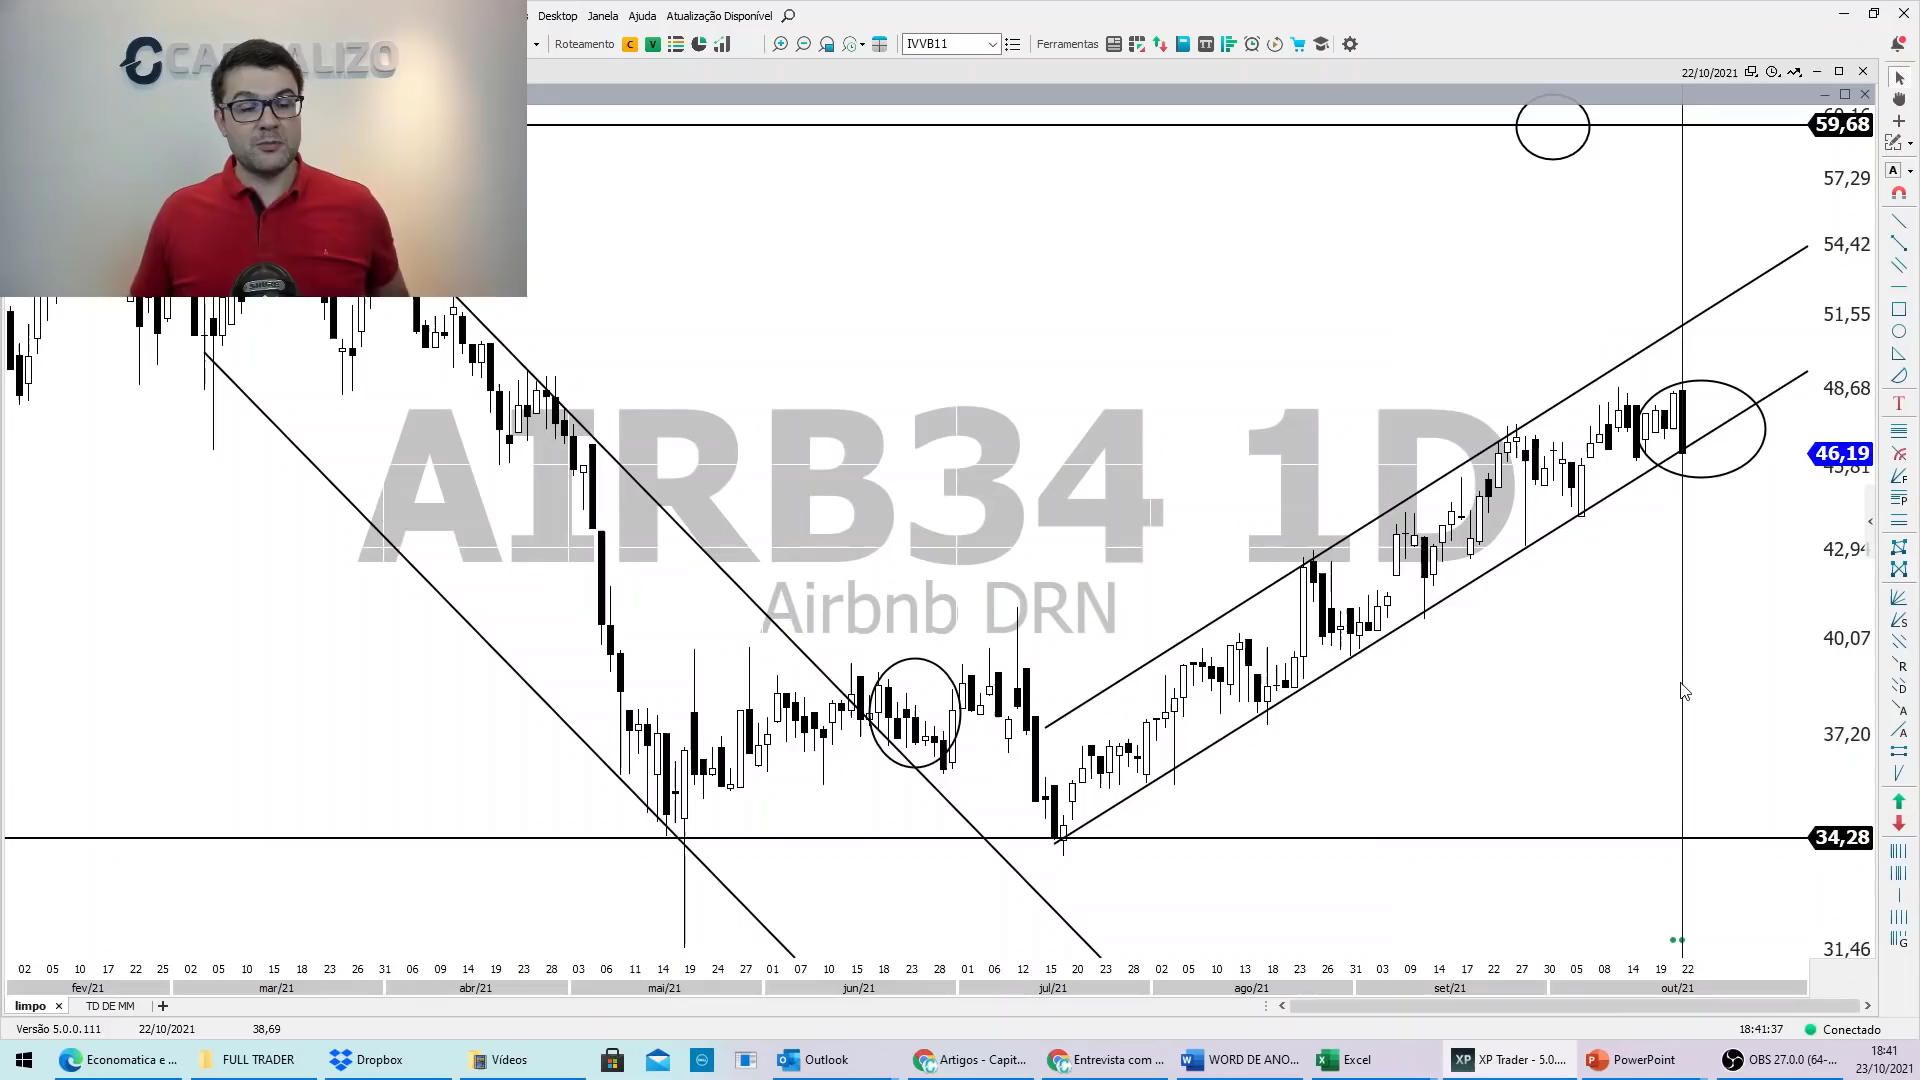 CAPITALIZO
Desktop Janela Ajuda Atualização Disponível
Roteamento C V IVVB11 Ferramentas
22/10/2021
59,68
57,29
54,42
51,55
48,68
46,19
42,94
40,07
37,20
34,28
31,46
AIRB34 1D
Airbnb DRN
SHURE
02 05 10 17 22 25 02 05 10 15 18 23 26 31 06 09 14 19 23 28 03 06 11 14 19 24 27 01 07 10 15 18 23 28 01 06 12 15 20 23 28 02 05 10 13 18 23 26 31 03 09 14 17 22 27 30 05 08 14 19 22
fev/21 mar/21 abr/21 mai/21 jun/21 jul/21 ago/21 set/21 out/21
limpo × TD DE MM +
Versão 5.0.0.111 22/10/2021 38,69 18:41:37 Conectado
Economatica e ... FULL TRADER Dropbox Vídeos Outlook Artigos - Capit... Entrevista com ... WORD DE ANO... Excel XP XP Trader - 5.0.... PowerPoint OBS 27.0.0 (64-...
18:41
23/10/2021